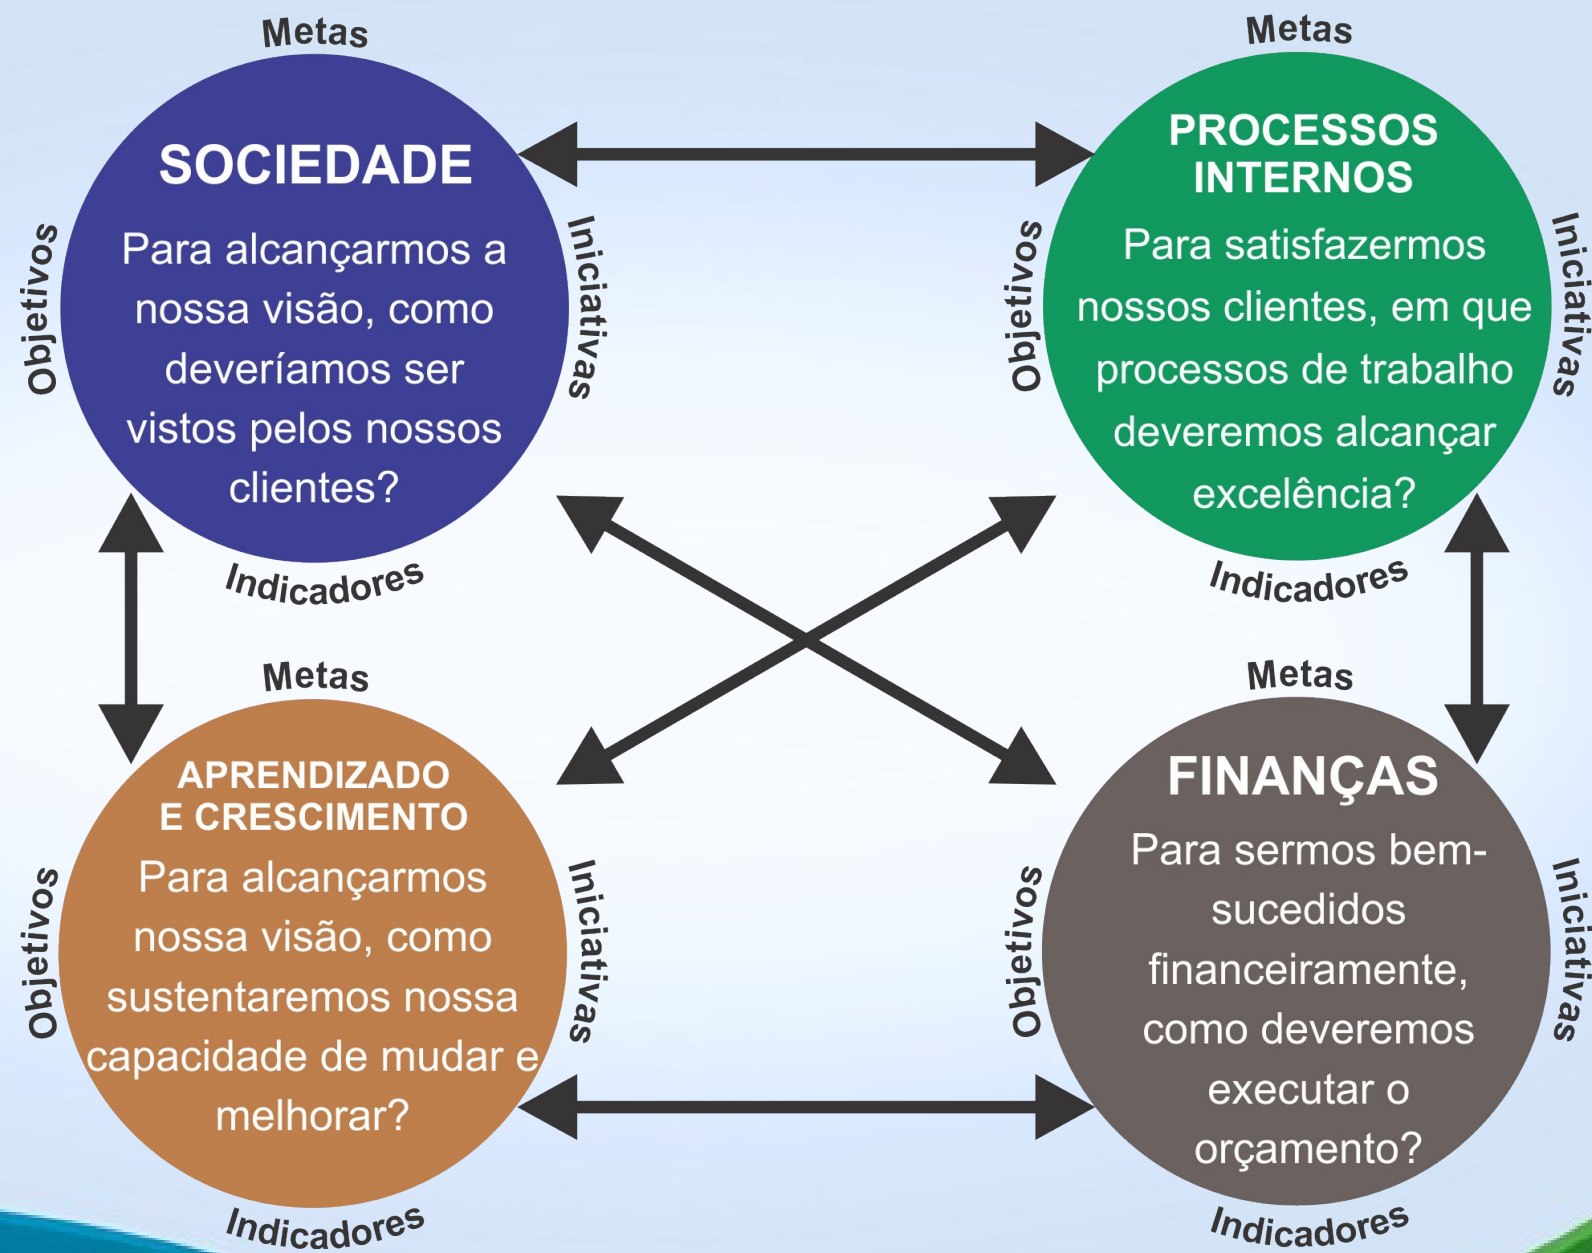 Metas
SOCIEDADE
Para alcançarmos a
nossa visão, como
deveríamos ser
vistos pelos nossos
clientes?
Objetivos
Iniciativas
Indicadores
Metas
PROCESSOS
INTERNOS
Para satisfazermos
nossos clientes, em que
processos de trabalho
deveremos alcançar
excelência?
Objetivos
Iniciativas
Indicadores
Metas
APRENDIZADO
E CRESCIMENTO
Para alcançarmos
nossa visão, como
sustentaremos nossa
capacidade de mudar e
melhorar?
Objetivos
Iniciativas
Indicadores
Metas
FINANÇAS
Para sermos bem-
sucedidos
financeiramente,
como deveremos
executar o
orçamento?
Objetivos
Iniciativas
Indicadores